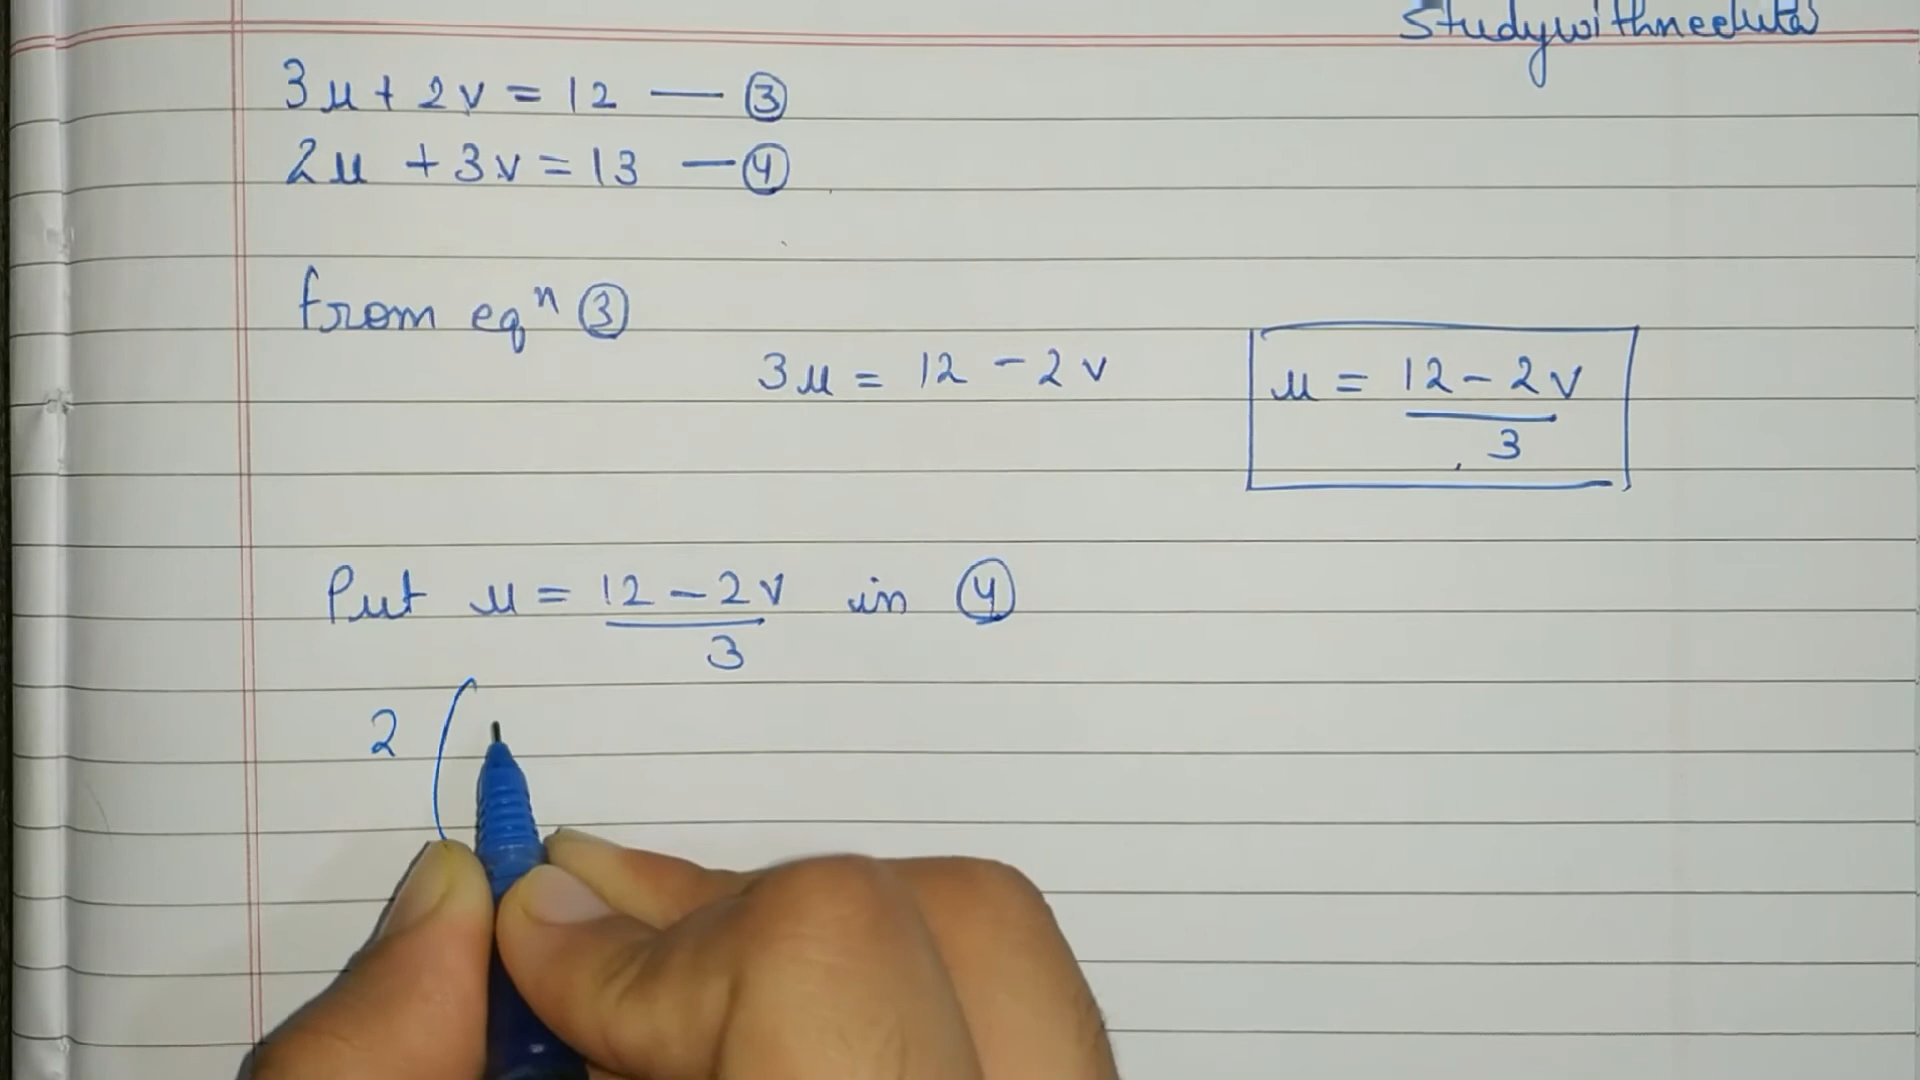 3u + 2v = 12 — ③
2u + 3v = 13 — ④
from eqⁿ ③
3u = 12 - 2v
u = 12 - 2v
3
Put u = 12 - 2v in ④
3
2 (